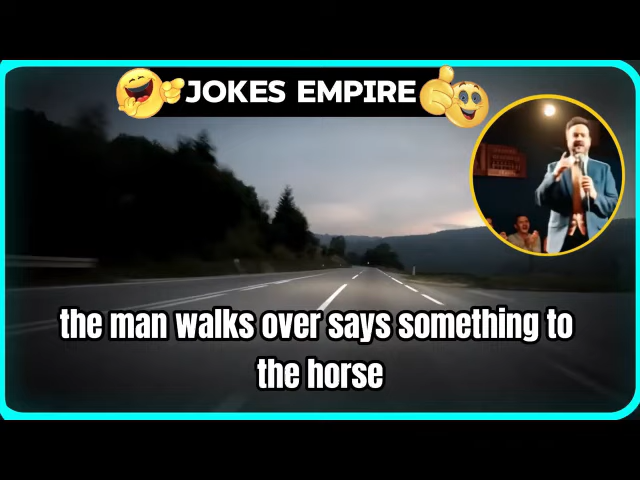 JOKES EMPIRE
the man walks over says something to
the horse